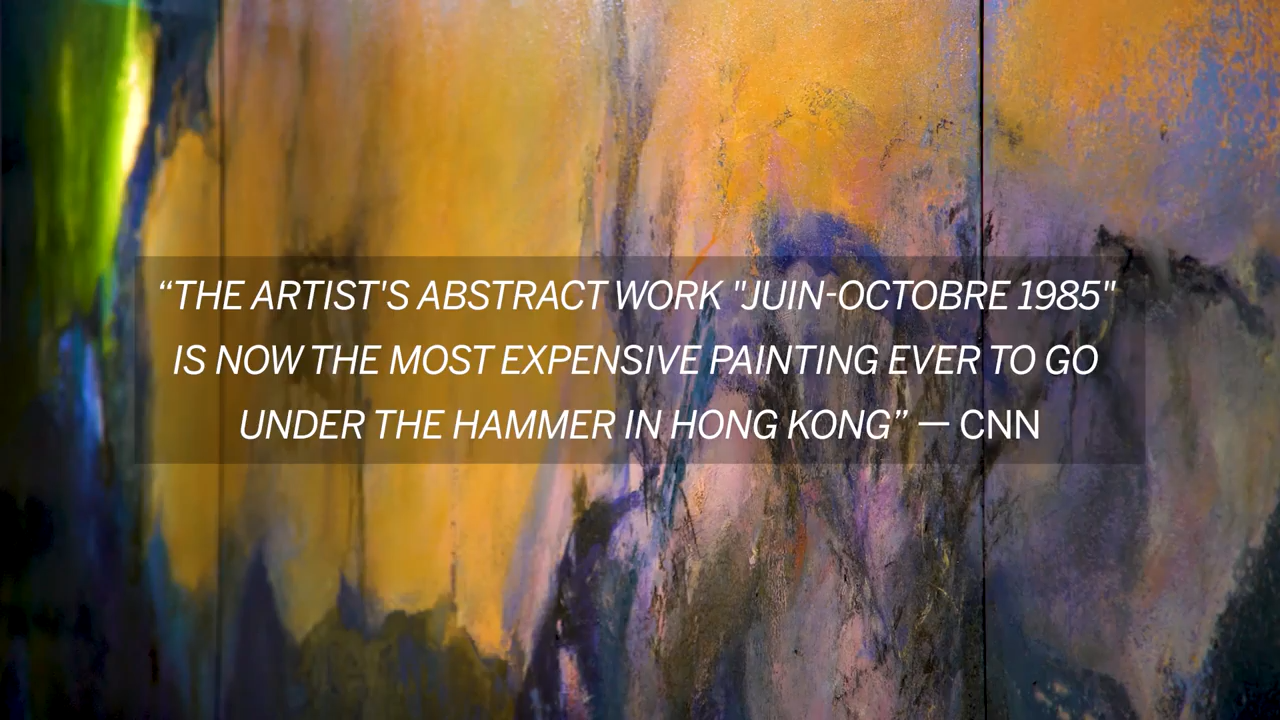 “THE ARTIST'S ABSTRACT WORK "JUIN-OCTOBRE 1985"
IS NOW THE MOST EXPENSIVE PAINTING EVER TO GO
UNDER THE HAMMER IN HONG KONG” — CNN